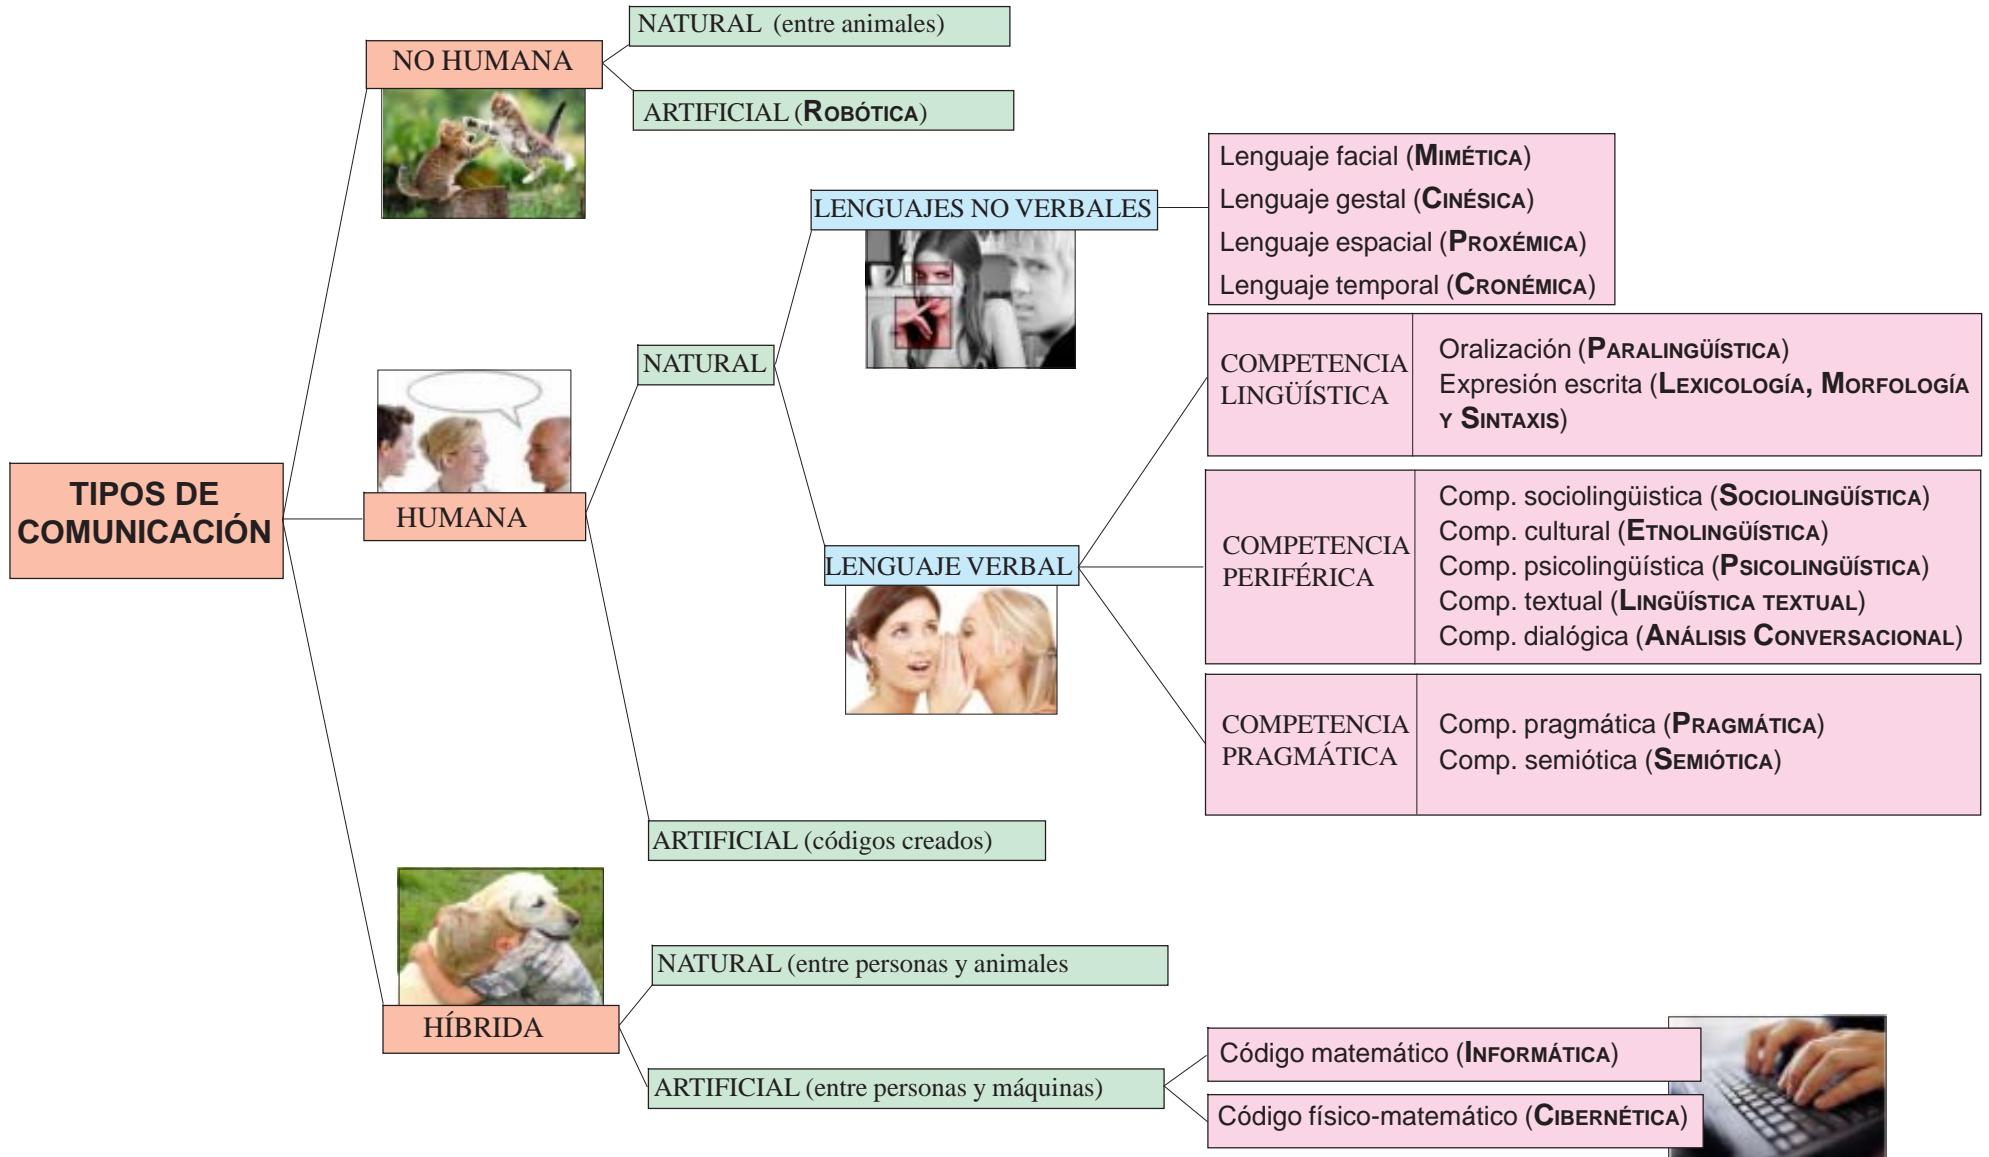 NATURAL (entre animales)
NO HUMANA
ARTIFICIAL (ROBÓTICA)
LENGUAJES NO VERBALES
Lenguaje facial (MIMÉTICA)
Lenguaje gestal (CINÉSICA)
Lenguaje espacial (PROXÉMICA)
Lenguaje temporal (CRONÉMICA)
NATURAL
COMPETENCIA
LINGÜÍSTICA
Oralización (PARALINGÜÍSTICA)
Expresión escrita (LEXICOLOGÍA, MORFOLOGÍA
Y SINTAXIS)
TIPOS DE
COMUNICACIÓN
HUMANA
LENGUAJE VERBAL
COMPETENCIA
PERIFÉRICA
Comp. sociolingüistica (SOCIOLINGÜÍSTICA)
Comp. cultural (ETNOLINGÜÍSTICA)
Comp. psicolingüística (PSICOLINGÜÍSTICA)
Comp. textual (LINGÜÍSTICA TEXTUAL)
Comp. dialógica (ANÁLISIS CONVERSACIONAL)
COMPETENCIA
PRAGMÁTICA
Comp. pragmática (PRAGMÁTICA)
Comp. semiótica (SEMIÓTICA)
ARTIFICIAL (códigos creados)
NATURAL (entre personas y animales
HÍBRIDA
ARTIFICIAL (entre personas y máquinas)
Código matemático (INFORMÁTICA)
Código físico-matemático (CIBERNÉTICA)